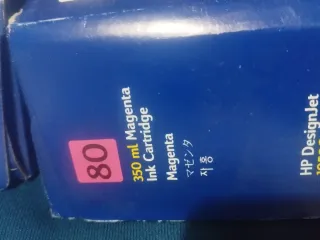 80
350 ml Magenta
Ink Cartridge
Magenta
マゼンタ
자홍
HP DesignJet